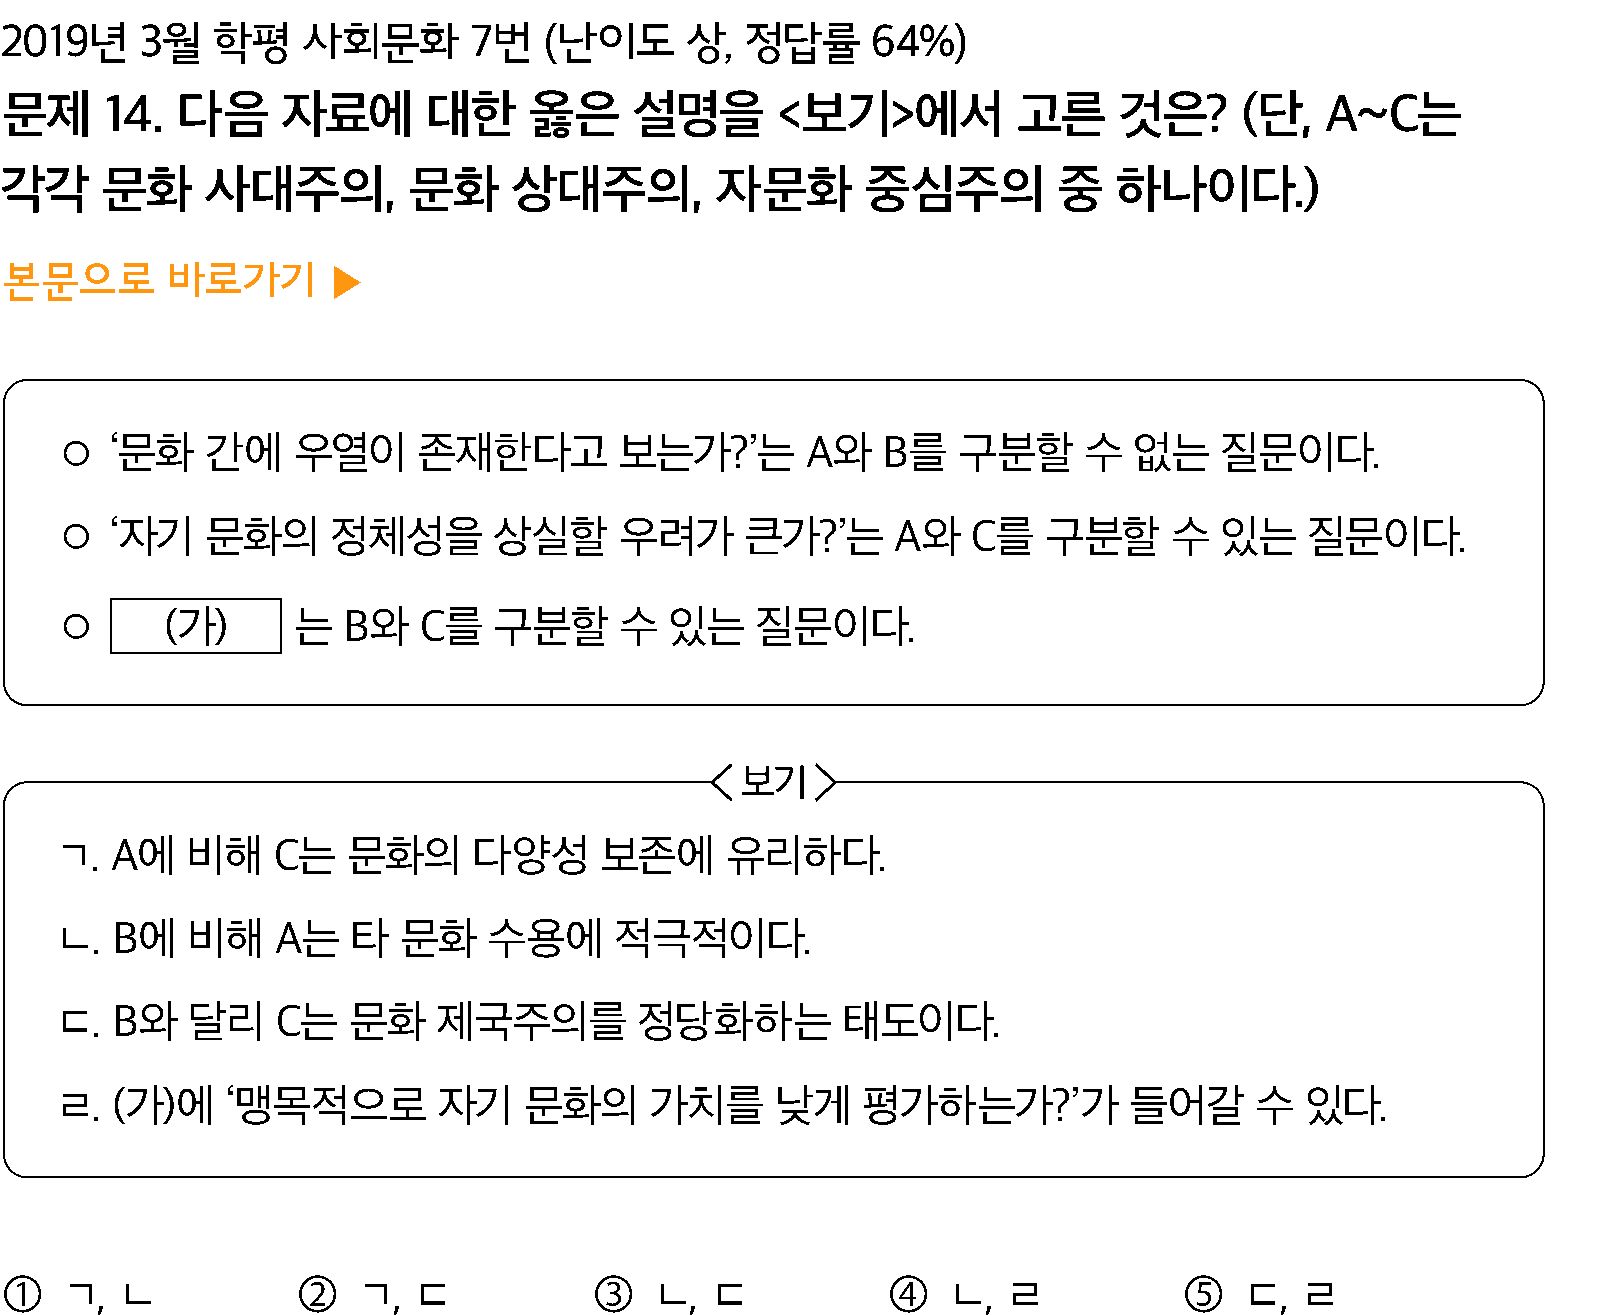 2019년 3월 학평 사회문화 7번 (난이도 상, 정답률 64%)
문제 14. 다음 자료에 대한 옳은 설명을 <보기>에서 고른 것은? (단, A~C는
각각 문화 사대주의, 문화 상대주의, 자문화 중심주의 중 하나이다.)
본문으로 바로가기 ▶
○ ‘문화 간에 우열이 존재한다고 보는가?’는 A와 B를 구분할 수 없는 질문이다.
○ ‘자기 문화의 정체성을 상실할 우려가 큰가?’는 A와 C를 구분할 수 있는 질문이다.
○ (가) 는 B와 C를 구분할 수 있는 질문이다.
<보기>
ㄱ. A에 비해 C는 문화의 다양성 보존에 유리하다.
ㄴ. B에 비해 A는 타 문화 수용에 적극적이다.
ㄷ. B와 달리 C는 문화 제국주의를 정당화하는 태도이다.
ㄹ. (가)에 ‘맹목적으로 자기 문화의 가치를 낮게 평가하는가?’가 들어갈 수 있다.
① ㄱ, ㄴ ② ㄱ, ㄷ ③ ㄴ, ㄷ ④ ㄴ, ㄹ ⑤ ㄷ, ㄹ